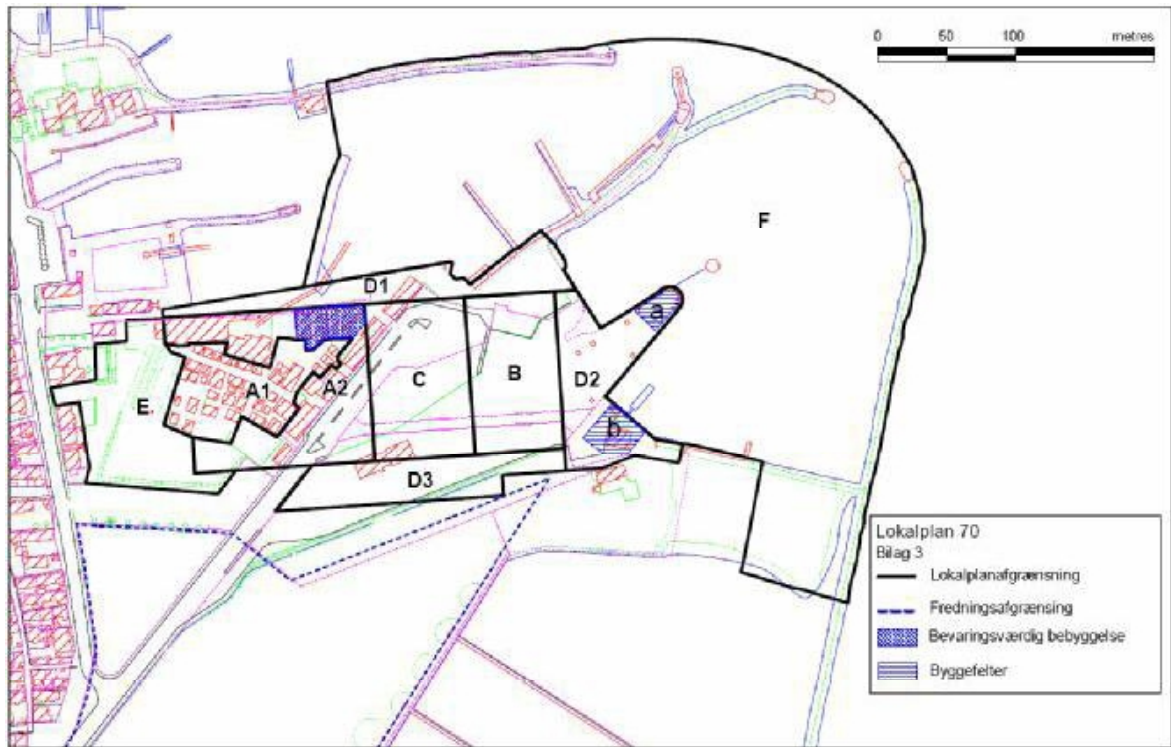 0 50 100 metres
F
D1
a
C
B
D2
A1
A2
E
b
D3
Lokalplan 70
Bilag 3
Lokalplanafgrænsning
Fredningsafgrænsing
Bevaringsværdig bebyggelse
Byggefelter